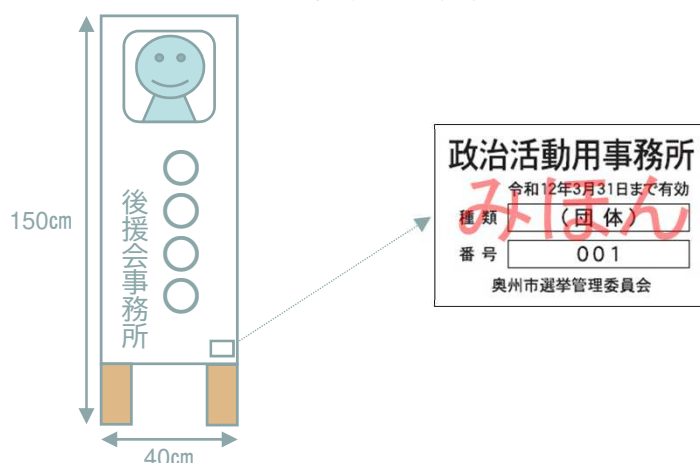 150㎝
後援会事務所
〇〇〇〇
40㎝
政治活動用事務所
令和12年3月31日まで有効
種類 （団体）
番号 001
奥州市選挙管理委員会
みほん